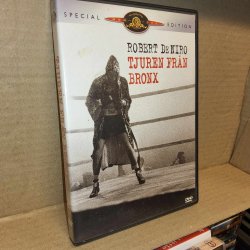 SPECIAL EDITION
ROBERT DE NIRO
TJUREN FRÅN
BRONX
DVD